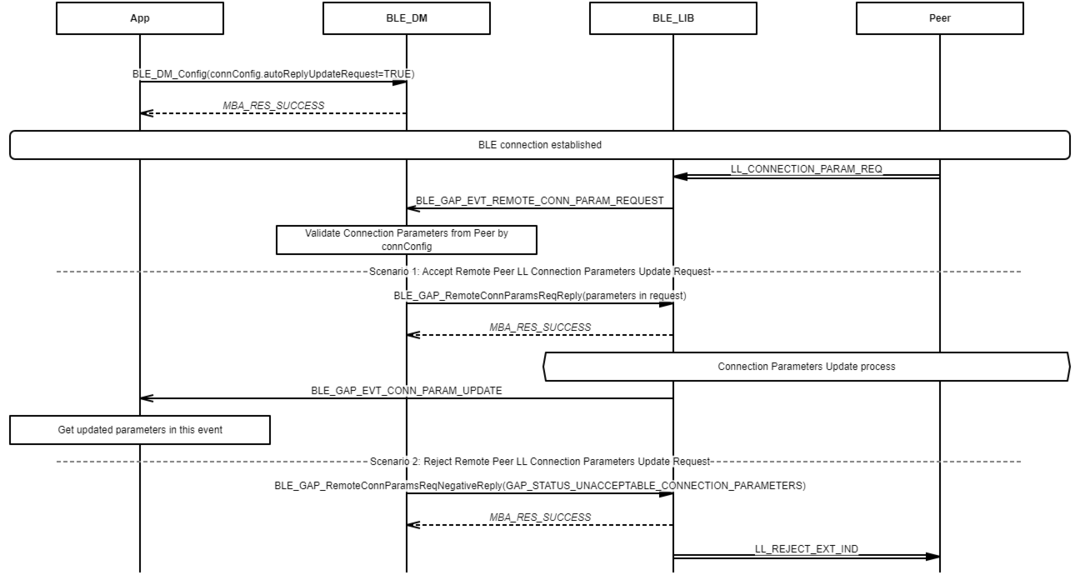 App BLE_DM BLE_LIB Peer
BLE_DM_Config(connConfig.autoReplyUpdateRequest=TRUE)
MBA_RES_SUCCESS
BLE connection established
LL_CONNECTION_PARAM_REQ
BLE_GAP_EVT_REMOTE_CONN_PARAM_REQUEST
Validate Connection Parameters from Peer by
connConfig
Scenario 1: Accept Remote Peer LL Connection Parameters Update Request
BLE_GAP_RemoteConnParamsReqReply(parameters in request)
MBA_RES_SUCCESS
Connection Parameters Update process
BLE_GAP_EVT_CONN_PARAM_UPDATE
Get updated parameters in this event
Scenario 2: Reject Remote Peer LL Connection Parameters Update Request
BLE_GAP_RemoteConnParamsReqNegativeReply(GAP_STATUS_UNACCEPTABLE_CONNECTION_PARAMETERS)
MBA_RES_SUCCESS
LL_REJECT_EXT_IND